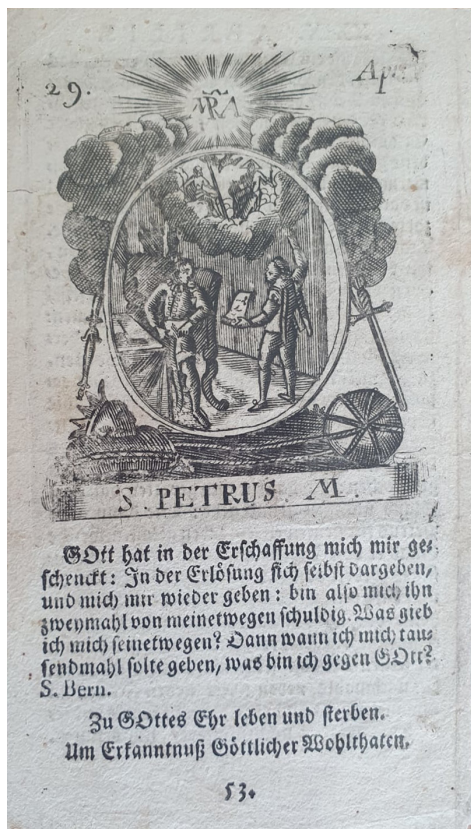 29. Apr.
MRA
S. PETRUS M.
GOtt hat in der Erschaffung mich mir ge⸗
schenckt: In der Erlösung sich selbst dargeben,
und mich mir wieder geben: bin also mich ihn
zweymahl von meinetwegen schuldig. Was gieb
ich mich seinetwegen? Dann wann ich mich tau⸗
sendmahl solte geben, was bin ich gegen GOtt?
S. Bern.
Zu GOttes Ehr leben und sterben.
Um Erkanntnuß Göttlicher Wohlthaten.
53.